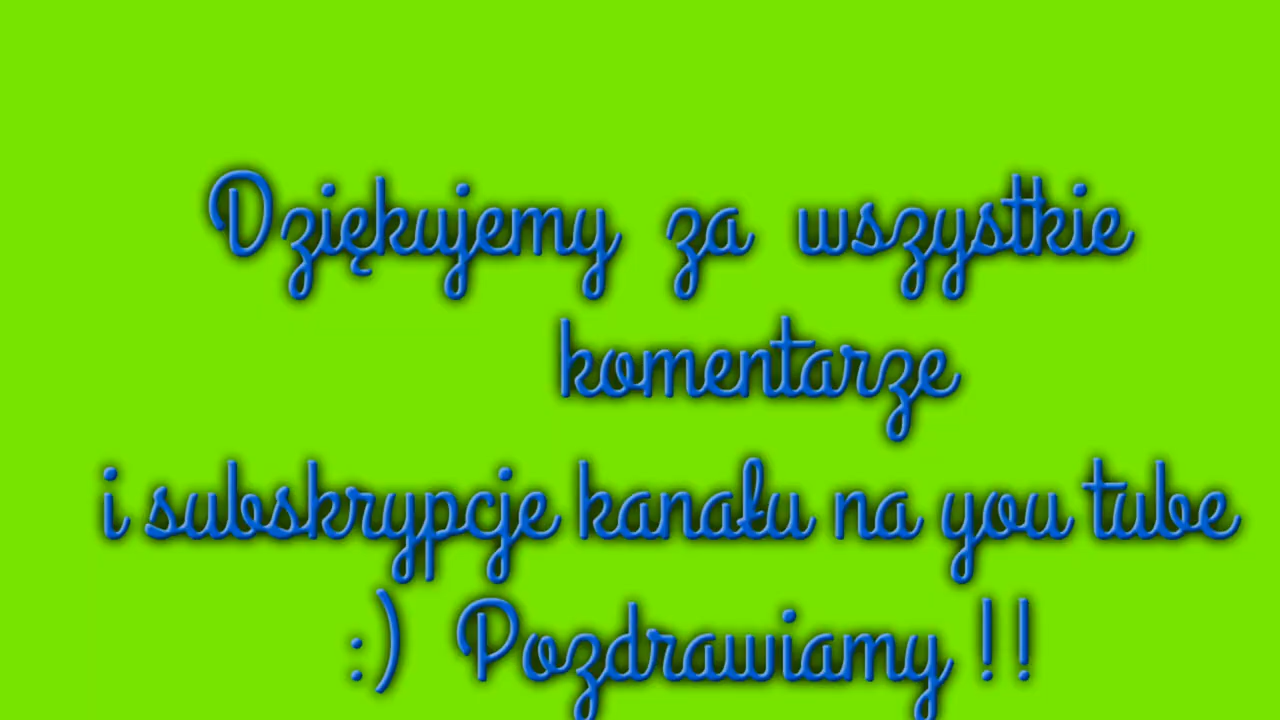 Dziękujemy za wszystkie
komentarze
i subskrypcje kanału na you tube
:) Pozdrawiamy !!